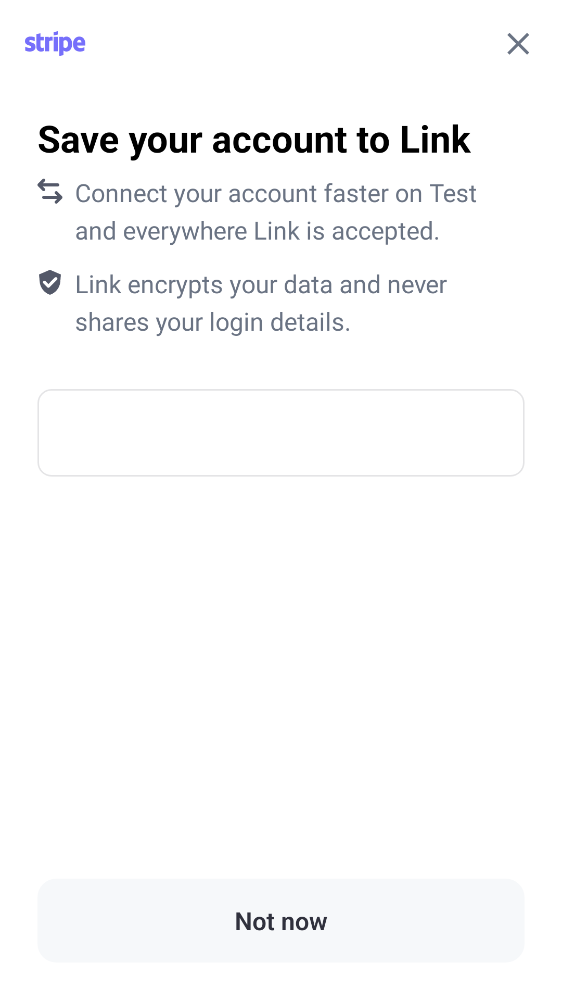 stripe
Save your account to Link
Connect your account faster on Test
and everywhere Link is accepted.
Link encrypts your data and never
shares your login details.
Not now